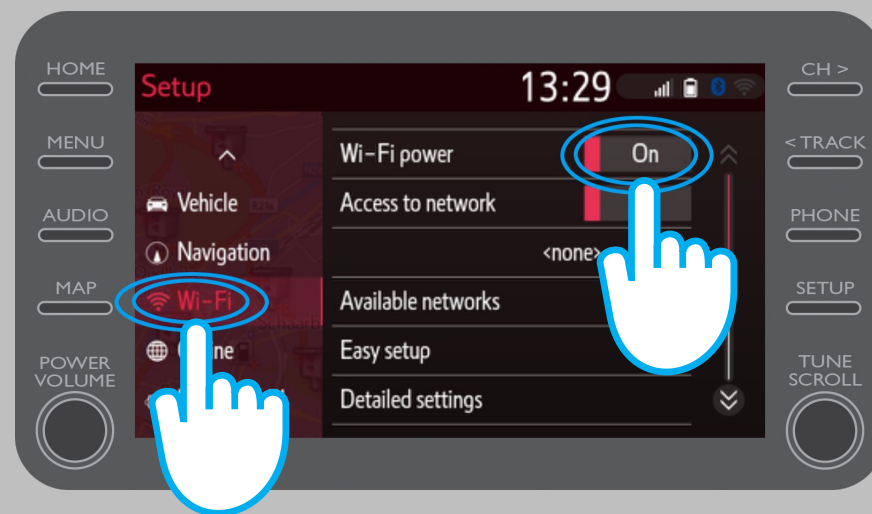 HOME
MENU
AUDIO
MAP
POWER
VOLUME
Setup
13:29
Vehicle
Navigation
Wi-Fi
Wi-Fi power
On
Access to network
<none>
Available networks
Easy setup
Detailed settings
CH >
< TRACK
PHONE
SETUP
TUNE
SCROLL